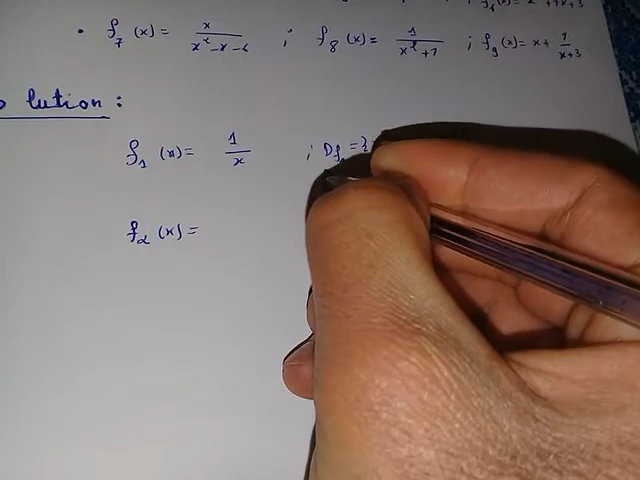 • f₇(x) = x/(x²-x-6) ; f₈(x) = 1/(x²+1) ; f₉(x) = x + 1/(x+3)
lution :
f₁(x) = 1/x ; Df₁ = {
f₂(x) =